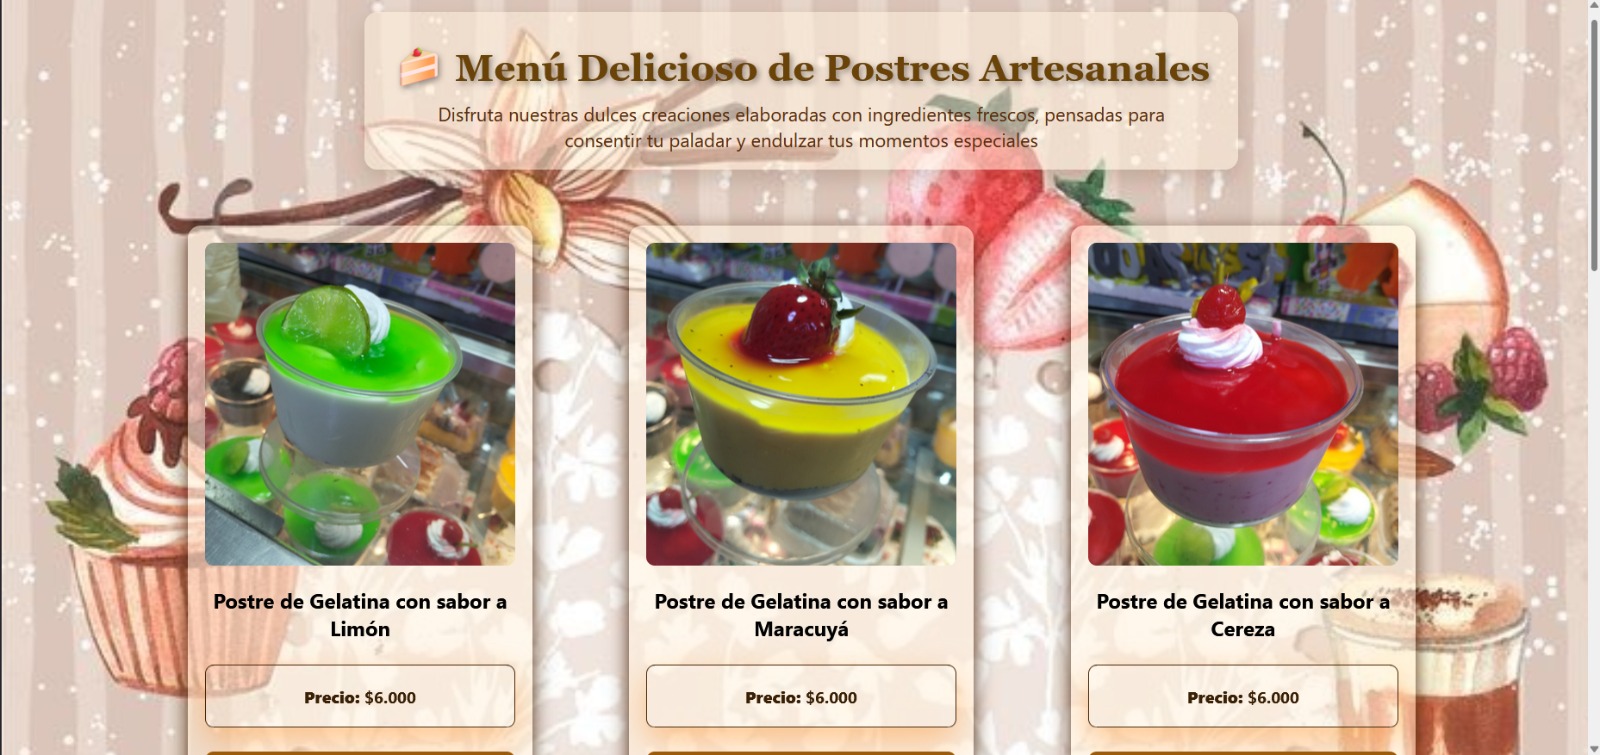 Menú Delicioso de Postres Artesanales
Disfruta nuestras dulces creaciones elaboradas con ingredientes frescos, pensadas para
consentir tu paladar y endulzar tus momentos especiales
Postre de Gelatina con sabor a
Limón
Precio: $6.000
Postre de Gelatina con sabor a
Maracuyá
Precio: $6.000
Postre de Gelatina con sabor a
Cereza
Precio: $6.000